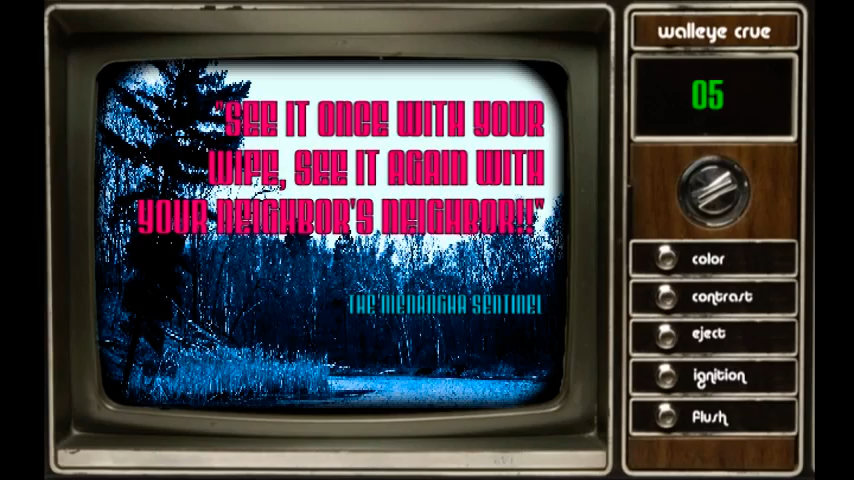 walleye crue
05
"SEE IT ONCE WITH YOUR
WIFE, SEE IT AGAIN WITH
YOUR NEIGHBOR'S NEIGHBOR!!"
THE MENANGHA SENTINEL
color
contrast
eject
ignition
flush